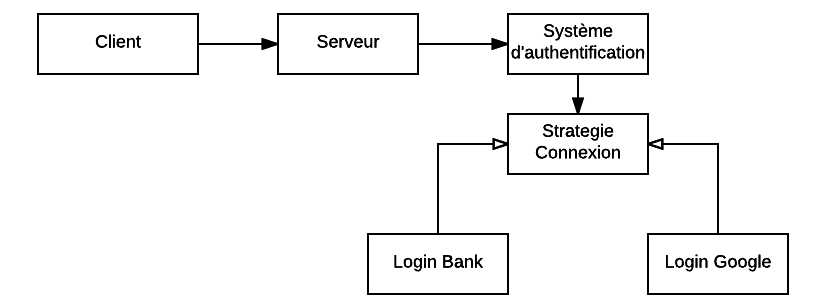 Client
Serveur
Système
d'authentification
Strategie
Connexion
Login Bank
Login Google